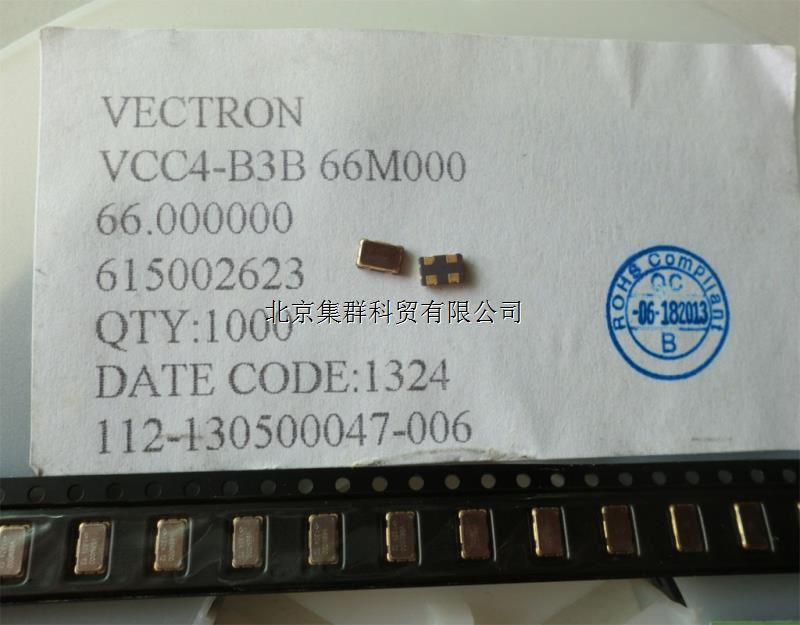 VECTRON
VCC4-B3B 66M000
66.000000
615002623
北京集群科贸有限公司
QTY:1000
DATE CODE:1324
112-130500047-006
ROHS Compliant
QC
-06-182013
B